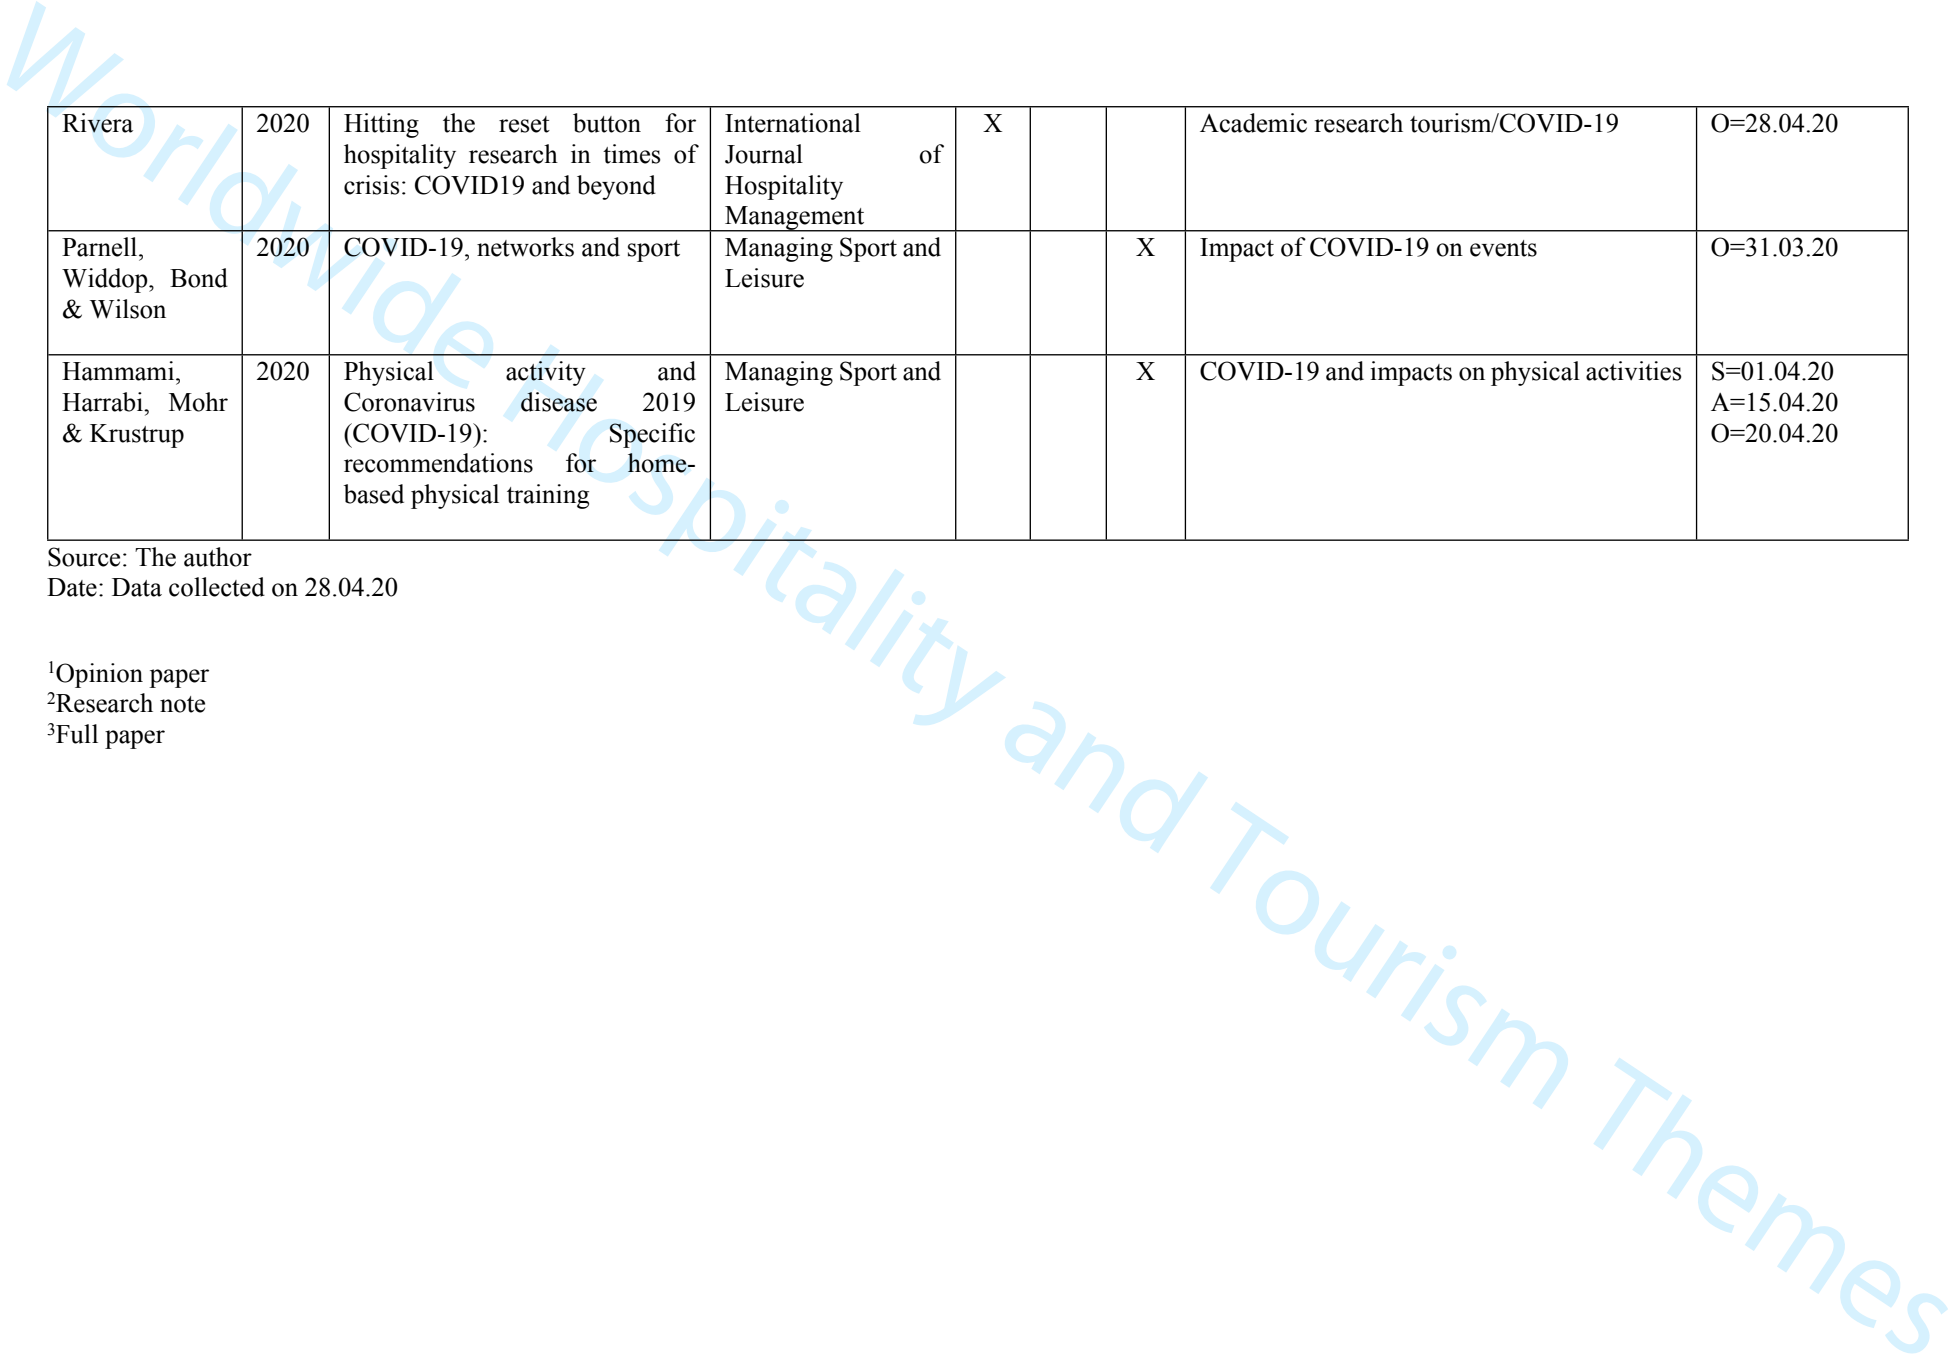 Rivera
2020
Hitting the reset button for
hospitality research in times of
crisis: COVID19 and beyond
International
Journal of
Hospitality
Management
X
Academic research tourism/COVID-19
O=28.04.20
Parnell,
Widdop, Bond
& Wilson
2020
COVID-19, networks and sport
Managing Sport and
Leisure
X
Impact of COVID-19 on events
O=31.03.20
Hammami,
Harrabi, Mohr
& Krustrup
2020
Physical activity and
Coronavirus disease 2019
(COVID-19): Specific
recommendations for home-
based physical training
Managing Sport and
Leisure
X
COVID-19 and impacts on physical activities
S=01.04.20
A=15.04.20
O=20.04.20
Source: The author
Date: Data collected on 28.04.20
¹Opinion paper
²Research note
³Full paper
Worldwide Hospitality and Tourism Themes